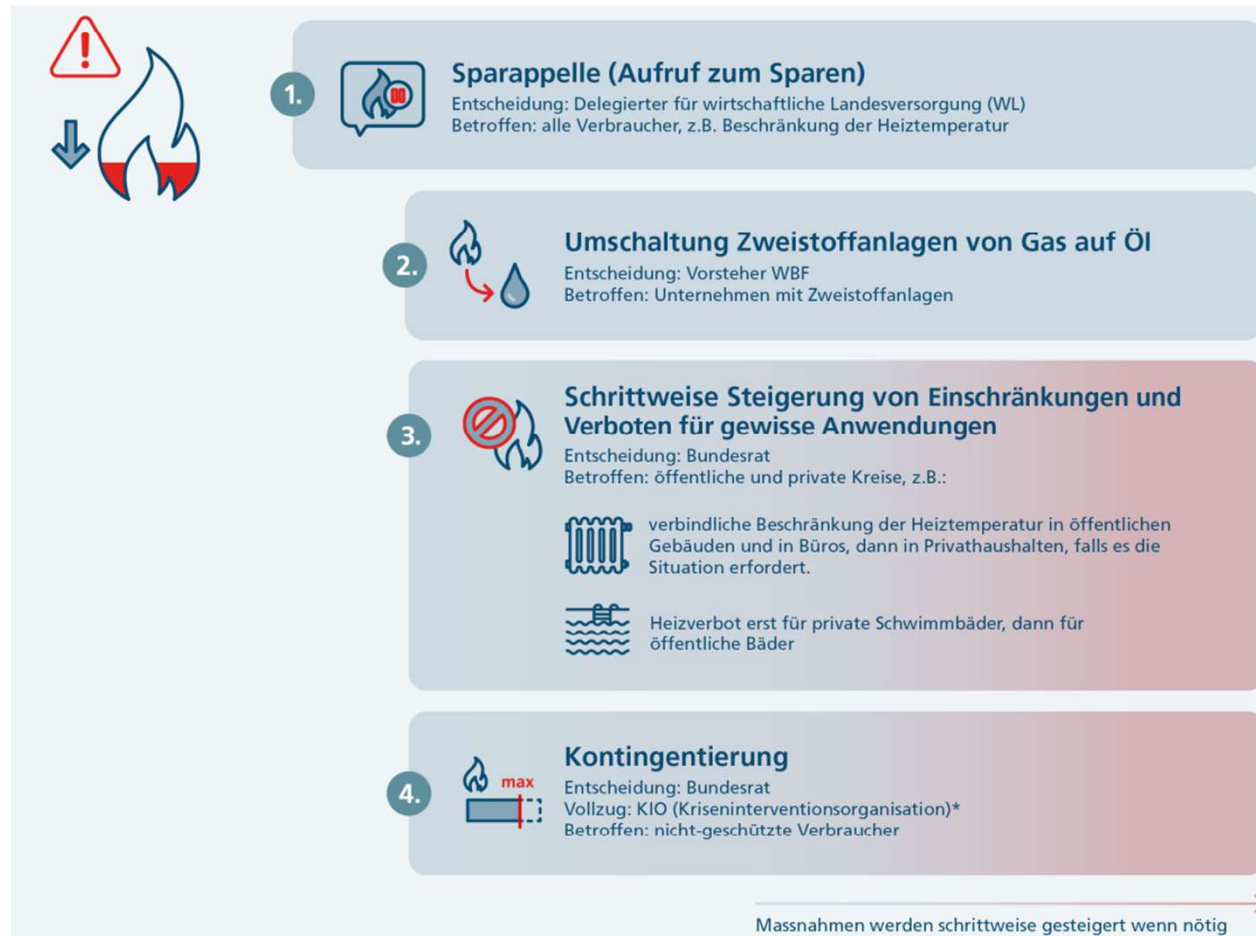 1.
Sparappelle (Aufruf zum Sparen)
Entscheidung: Delegierter für wirtschaftliche Landesversorgung (WL)
Betroffen: alle Verbraucher, z.B. Beschränkung der Heiztemperatur
2.
Umschaltung Zweistoffanlagen von Gas auf Öl
Entscheidung: Vorsteher WBF
Betroffen: Unternehmen mit Zweistoffanlagen
3.
Schrittweise Steigerung von Einschränkungen und
Verboten für gewisse Anwendungen
Entscheidung: Bundesrat
Betroffen: öffentliche und private Kreise, z.B.:
verbindliche Beschränkung der Heiztemperatur in öffentlichen
Gebäuden und in Büros, dann in Privathaushalten, falls es die
Situation erfordert.
Heizverbot erst für private Schwimmbäder, dann für
öffentliche Bäder
4.
max
Kontingentierung
Entscheidung: Bundesrat
Vollzug: KIO (Kriseninterventionsorganisation)*
Betroffen: nicht-geschützte Verbraucher
Massnahmen werden schrittweise gesteigert wenn nötig